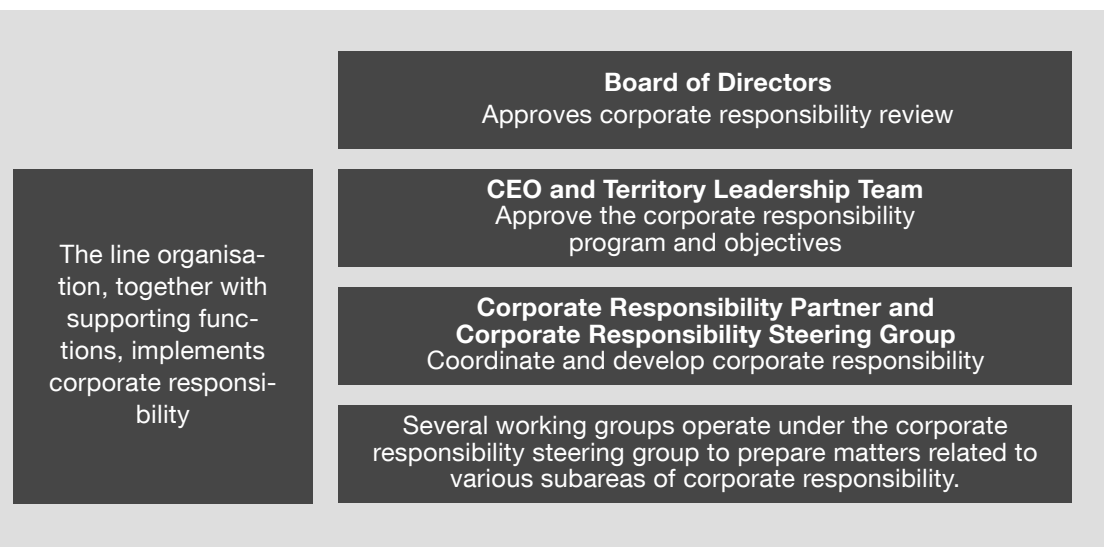 Board of Directors
Approves corporate responsibility review
CEO and Territory Leadership Team
Approve the corporate responsibility
program and objectives
The line organisa-
tion, together with
supporting func-
tions, implements
corporate responsi-
bility
Corporate Responsibility Partner and
Corporate Responsibility Steering Group
Coordinate and develop corporate responsibility
Several working groups operate under the corporate
responsibility steering group to prepare matters related to
various subareas of corporate responsibility.